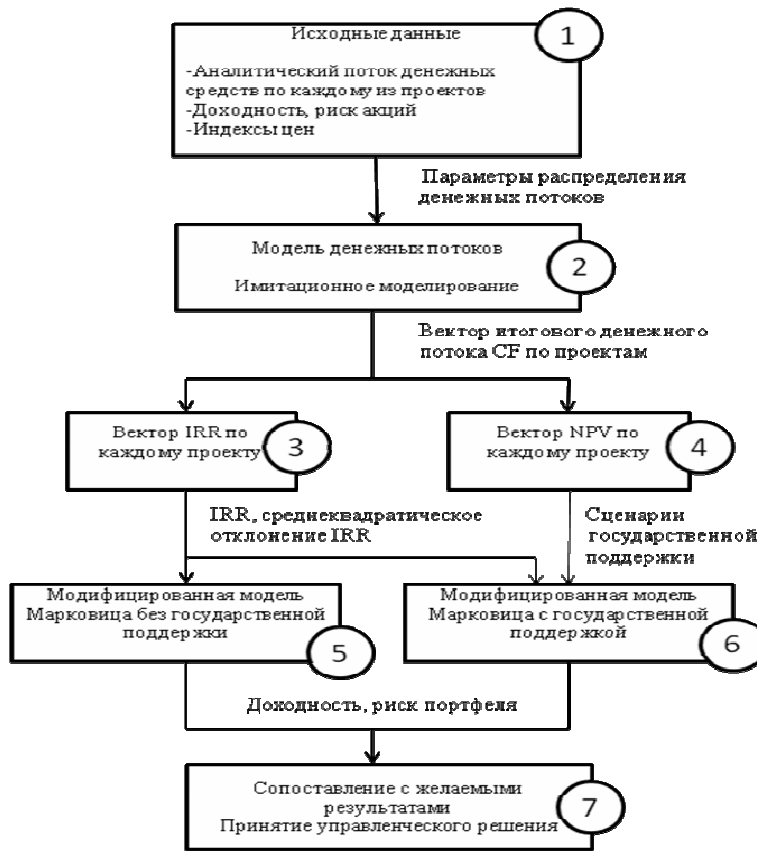 Исходные данные
1
-Аналитический поток денежных
средств по каждому из проектов
-Доходность, риск акций
-Индексы цен
Параметры распределения
денежных потоков
Модель денежных потоков
2
Имитационное моделирование
Вектор итогового денежного
потока CF по проектам
Вектор IRR по
каждому проекту
3
Вектор NPV по
каждому проекту
4
IRR, среднеквадратическое
отклонение IRR
Сценарии
государственной
поддержки
Модифицированная модель
Марковица без государственной
поддержки
5
Модифицированная модель
Марковица с государственной
поддержкой
6
Доходность, риск портфеля
Сопоставление с желаемыми
результатами
Принятие управленческого решения
7